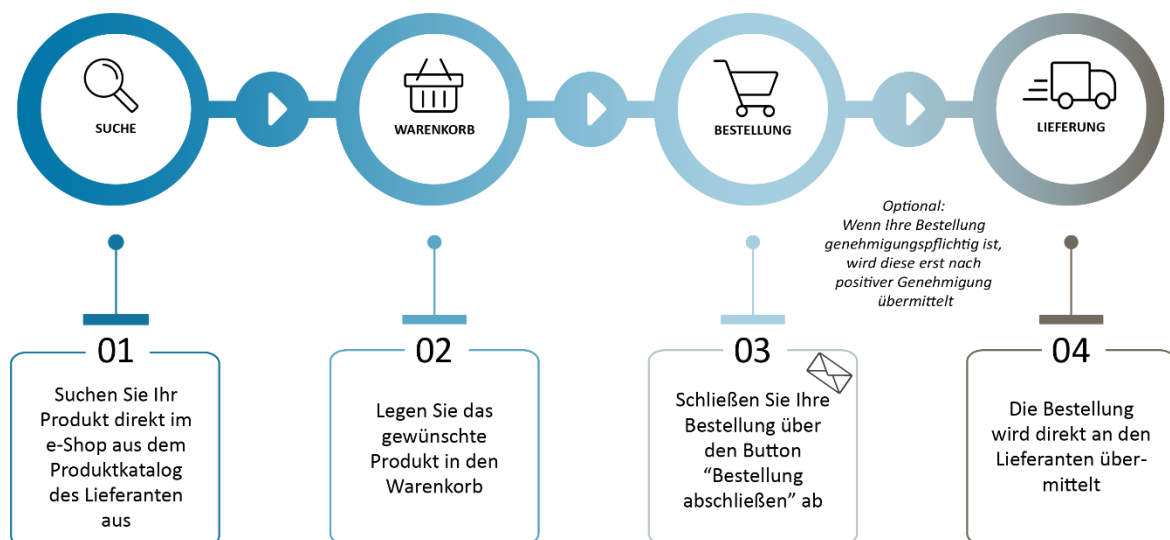 SUCHE
WARENKORB
BESTELLUNG
LIEFERUNG
Optional:
Wenn Ihre Bestellung
genehmigungspflichtig ist,
wird diese erst nach
positiver Genehmigung
übermittelt
01
Suchen Sie Ihr
Produkt direkt im
e-Shop aus dem
Produktkatalog
des Lieferanten
aus
02
Legen Sie das
gewünschte
Produkt in den
Warenkorb
03
Schließen Sie Ihre
Bestellung über
den Button
“Bestellung
abschließen” ab
04
Die Bestellung
wird direkt an den
Lieferanten über-
mittelt